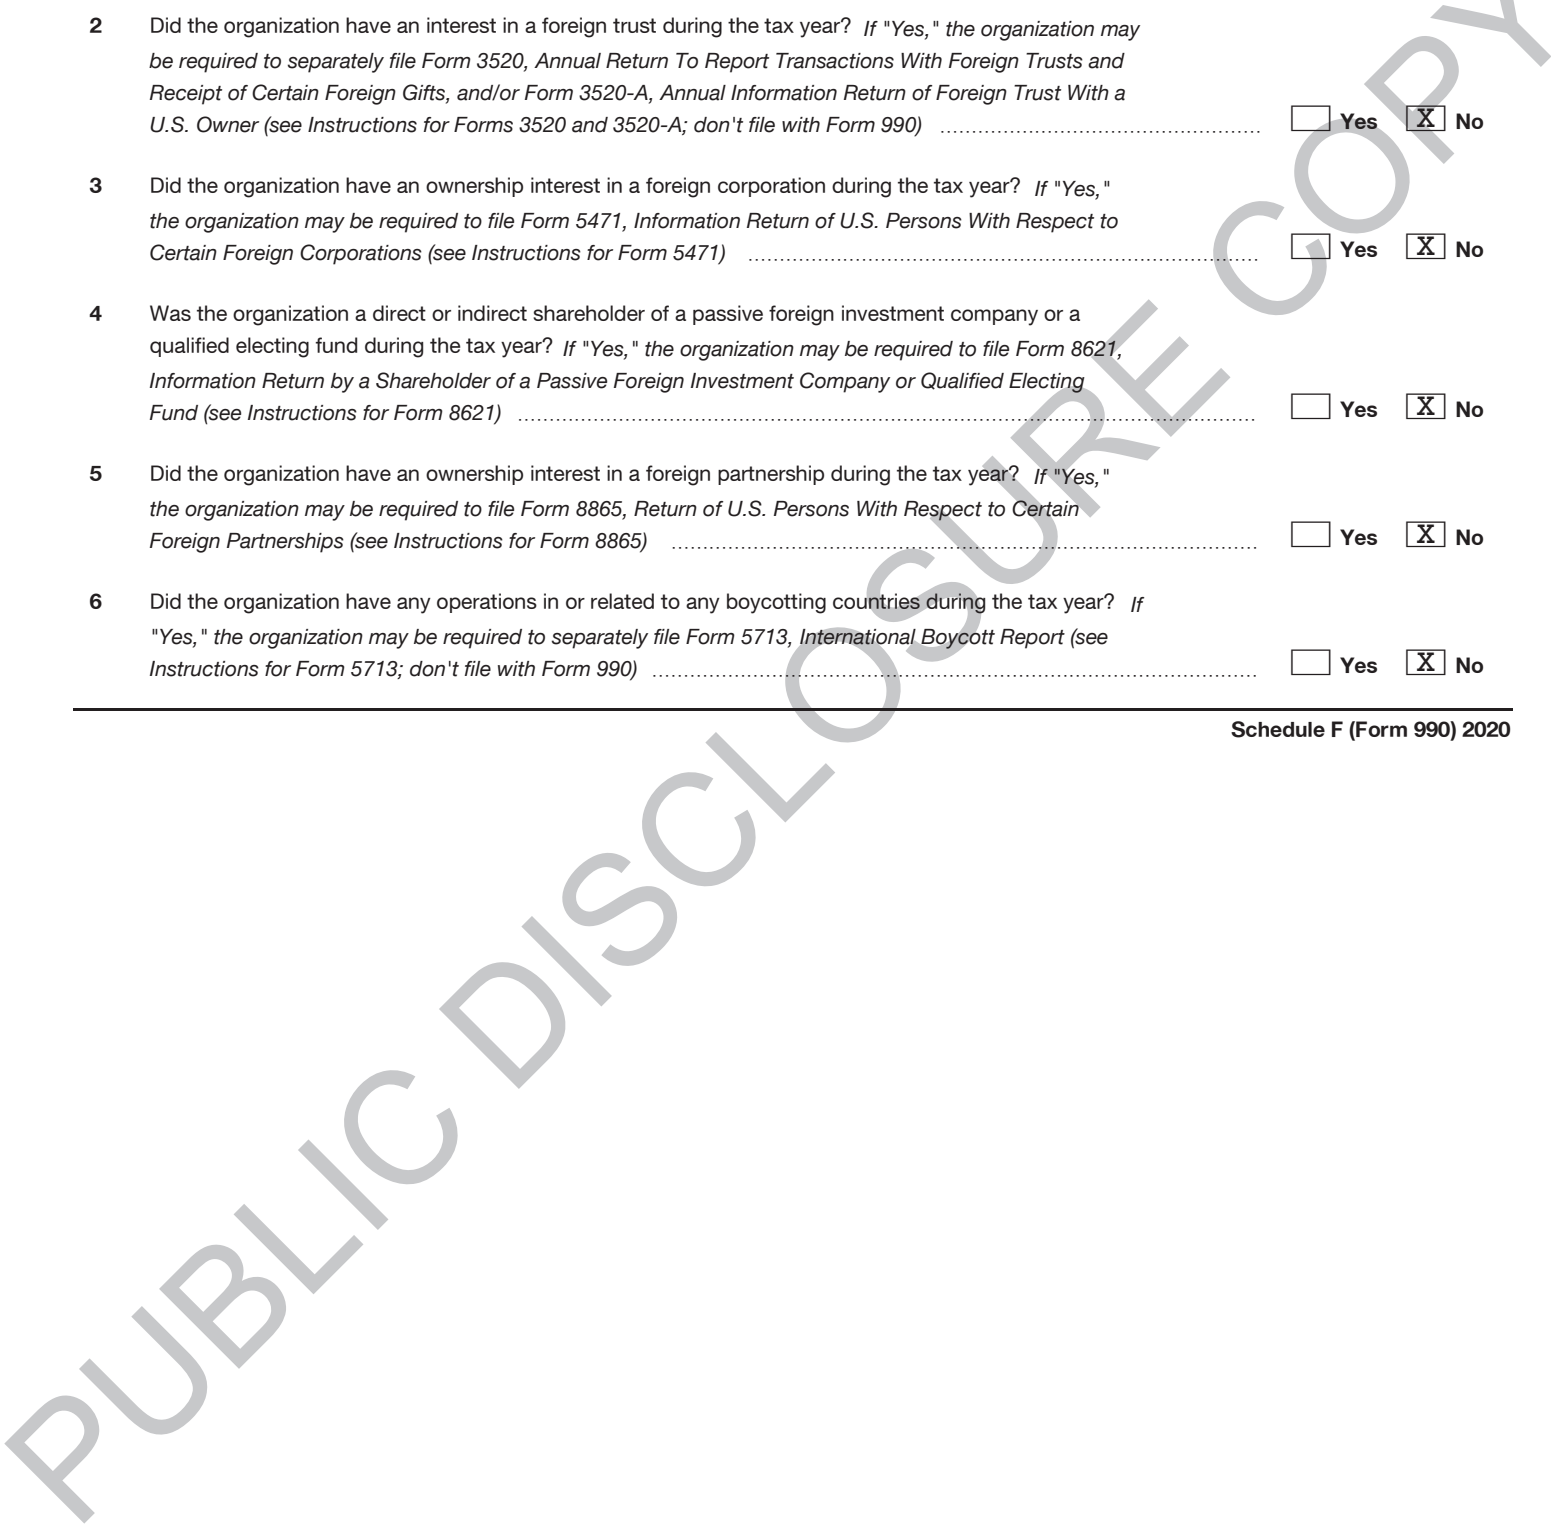 2 Did the organization have an interest in a foreign trust during the tax year? If "Yes," the organization may
be required to separately file Form 3520, Annual Return To Report Transactions With Foreign Trusts and
Receipt of Certain Foreign Gifts, and/or Form 3520-A, Annual Information Return of Foreign Trust With a
U.S. Owner (see Instructions for Forms 3520 and 3520-A; don't file with Form 990) Yes X No
3 Did the organization have an ownership interest in a foreign corporation during the tax year? If "Yes,"
the organization may be required to file Form 5471, Information Return of U.S. Persons With Respect to
Certain Foreign Corporations (see Instructions for Form 5471) Yes X No
4 Was the organization a direct or indirect shareholder of a passive foreign investment company or a
qualified electing fund during the tax year? If "Yes," the organization may be required to file Form 8621,
Information Return by a Shareholder of a Passive Foreign Investment Company or Qualified Electing
Fund (see Instructions for Form 8621) Yes X No
5 Did the organization have an ownership interest in a foreign partnership during the tax year? If "Yes,"
the organization may be required to file Form 8865, Return of U.S. Persons With Respect to Certain
Foreign Partnerships (see Instructions for Form 8865) Yes X No
6 Did the organization have any operations in or related to any boycotting countries during the tax year? If
"Yes," the organization may be required to separately file Form 5713, International Boycott Report (see
Instructions for Form 5713; don't file with Form 990) Yes X No
Schedule F (Form 990) 2020
PUBLIC DISCLOSURE COPY